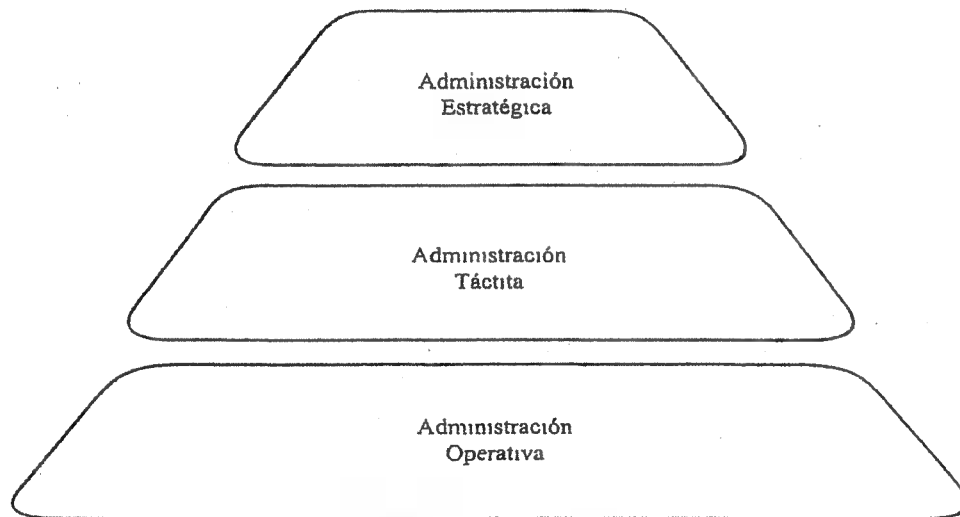 Administración
Estratégica
Administración
Táctita
Administración
Operativa